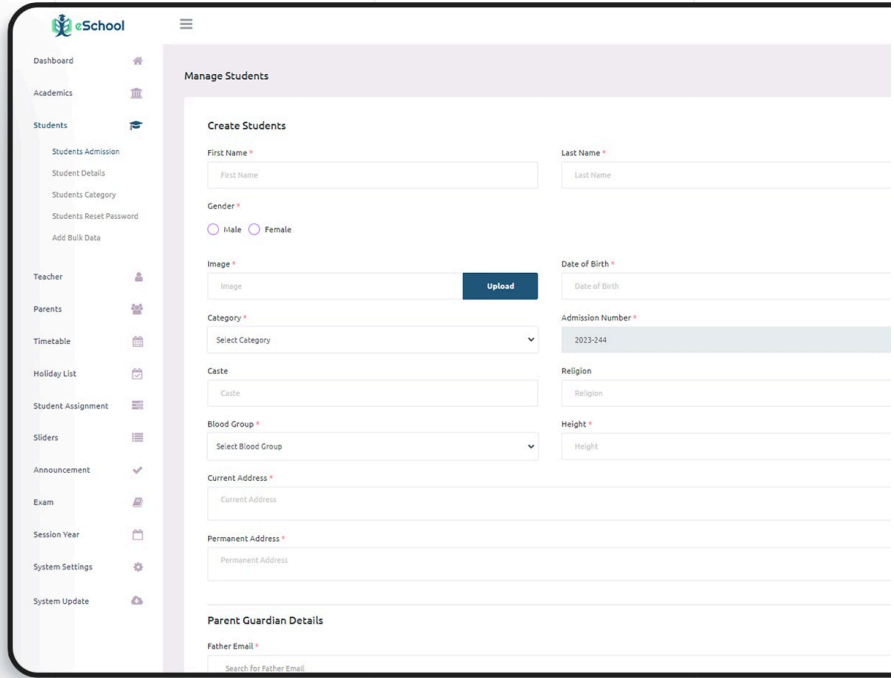 eSchool
Dashboard
Academics
Students
Students Admission
Student Details
Students Category
Students Reset Password
Add Bulk Data
Teacher
Parents
Timetable
Holiday List
Student Assignment
Sliders
Announcement
Exam
Session Year
System Settings
System Update
Manage Students
Create Students
First Name *
Last Name *
First Name
Last Name
Gender *
Male Female
Image *
Date of Birth *
Image Upload
Date of Birth
Category *
Admission Number *
Select Category
2023-244
Caste
Religion
Caste
Religion
Blood Group *
Height *
Select Blood Group
Height
Current Address *
Current Address
Permanent Address *
Permanent Address
Parent Guardian Details
Father Email *
Search for Father Email